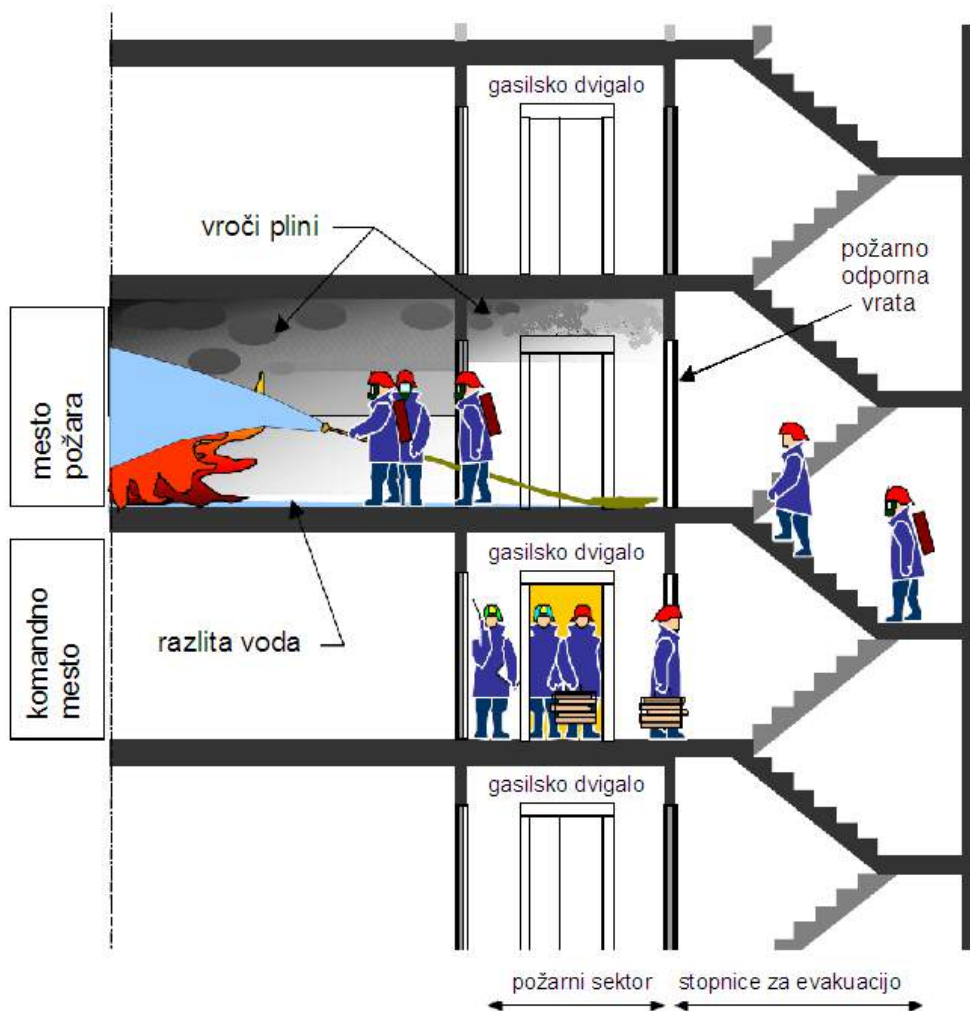 gasilsko dvigalo
vroči plini
požarno
odporna
vrata
mesto
požara
gasilsko dvigalo
razlita voda
komandno
mesto
gasilsko dvigalo
požarni sektor
stopnice za evakuacijo